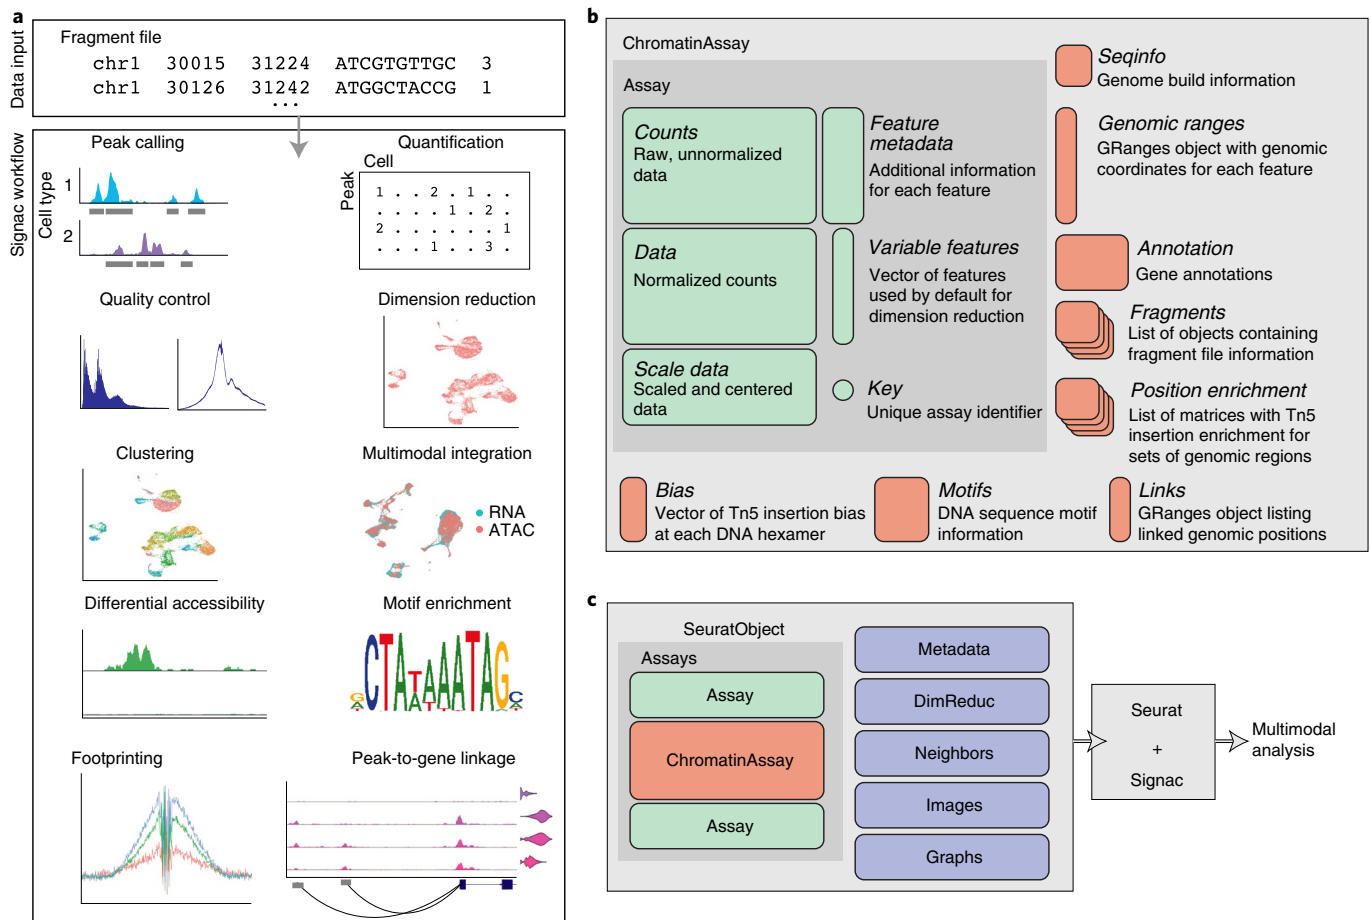 a
Data input
Fragment file
chr1 30015 31224 ATCGTGTTGC 3
chr1 30126 31242 ATGGCTACCG 1
...
Signac workflow
Peak calling
Cell type
1
2
Quantification
Cell
Peak
1 . . 2 . 1 . .
. . . . 1 . 2 .
2 . . . . . . 1
. . . 1 . . 3 .
Quality control
Dimension reduction
Clustering
Multimodal integration
RNA
ATAC
Differential accessibility
Motif enrichment
GCTATAAATAGC
Footprinting
Peak-to-gene linkage
b
ChromatinAssay
Assay
Counts
Raw, unnormalized
data
Feature
metadata
Additional information
for each feature
Data
Normalized counts
Variable features
Vector of features
used by default for
dimension reduction
Scale data
Scaled and centered
data
Key
Unique assay identifier
Seqinfo
Genome build information
Genomic ranges
GRanges object with genomic
coordinates for each feature
Annotation
Gene annotations
Fragments
List of objects containing
fragment file information
Position enrichment
List of matrices with Tn5
insertion enrichment for
sets of genomic regions
Bias
Vector of Tn5 insertion bias
at each DNA hexamer
Motifs
DNA sequence motif
information
Links
GRanges object listing
linked genomic positions
c
SeuratObject
Assays
Assay
ChromatinAssay
Assay
Metadata
DimReduc
Neighbors
Images
Graphs
Seurat
+
Signac
Multimodal
analysis